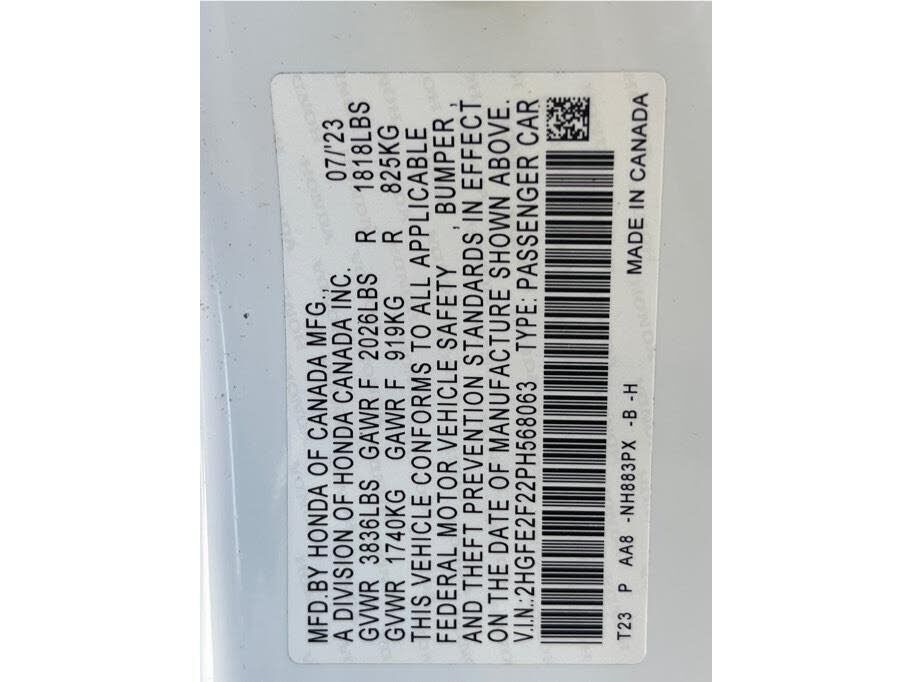 MFD.BY HONDA OF CANADA MFG., 07/'23
A DIVISION OF HONDA CANADA INC.
GVWR 3836LBS GAWR F 2026LBS R 1818LBS
GVWR 1740KG GAWR F 919KG R 825KG
THIS VEHICLE CONFORMS TO ALL APPLICABLE
FEDERAL MOTOR VEHICLE SAFETY , BUMPER ,
AND THEFT PREVENTION STANDARDS IN EFFECT
ON THE DATE OF MANUFACTURE SHOWN ABOVE.
V.I.N.:2HGFE2F22PH568063 TYPE: PASSENGER CAR
T23 P AA8 -NH883PX -B -H MADE IN CANADA